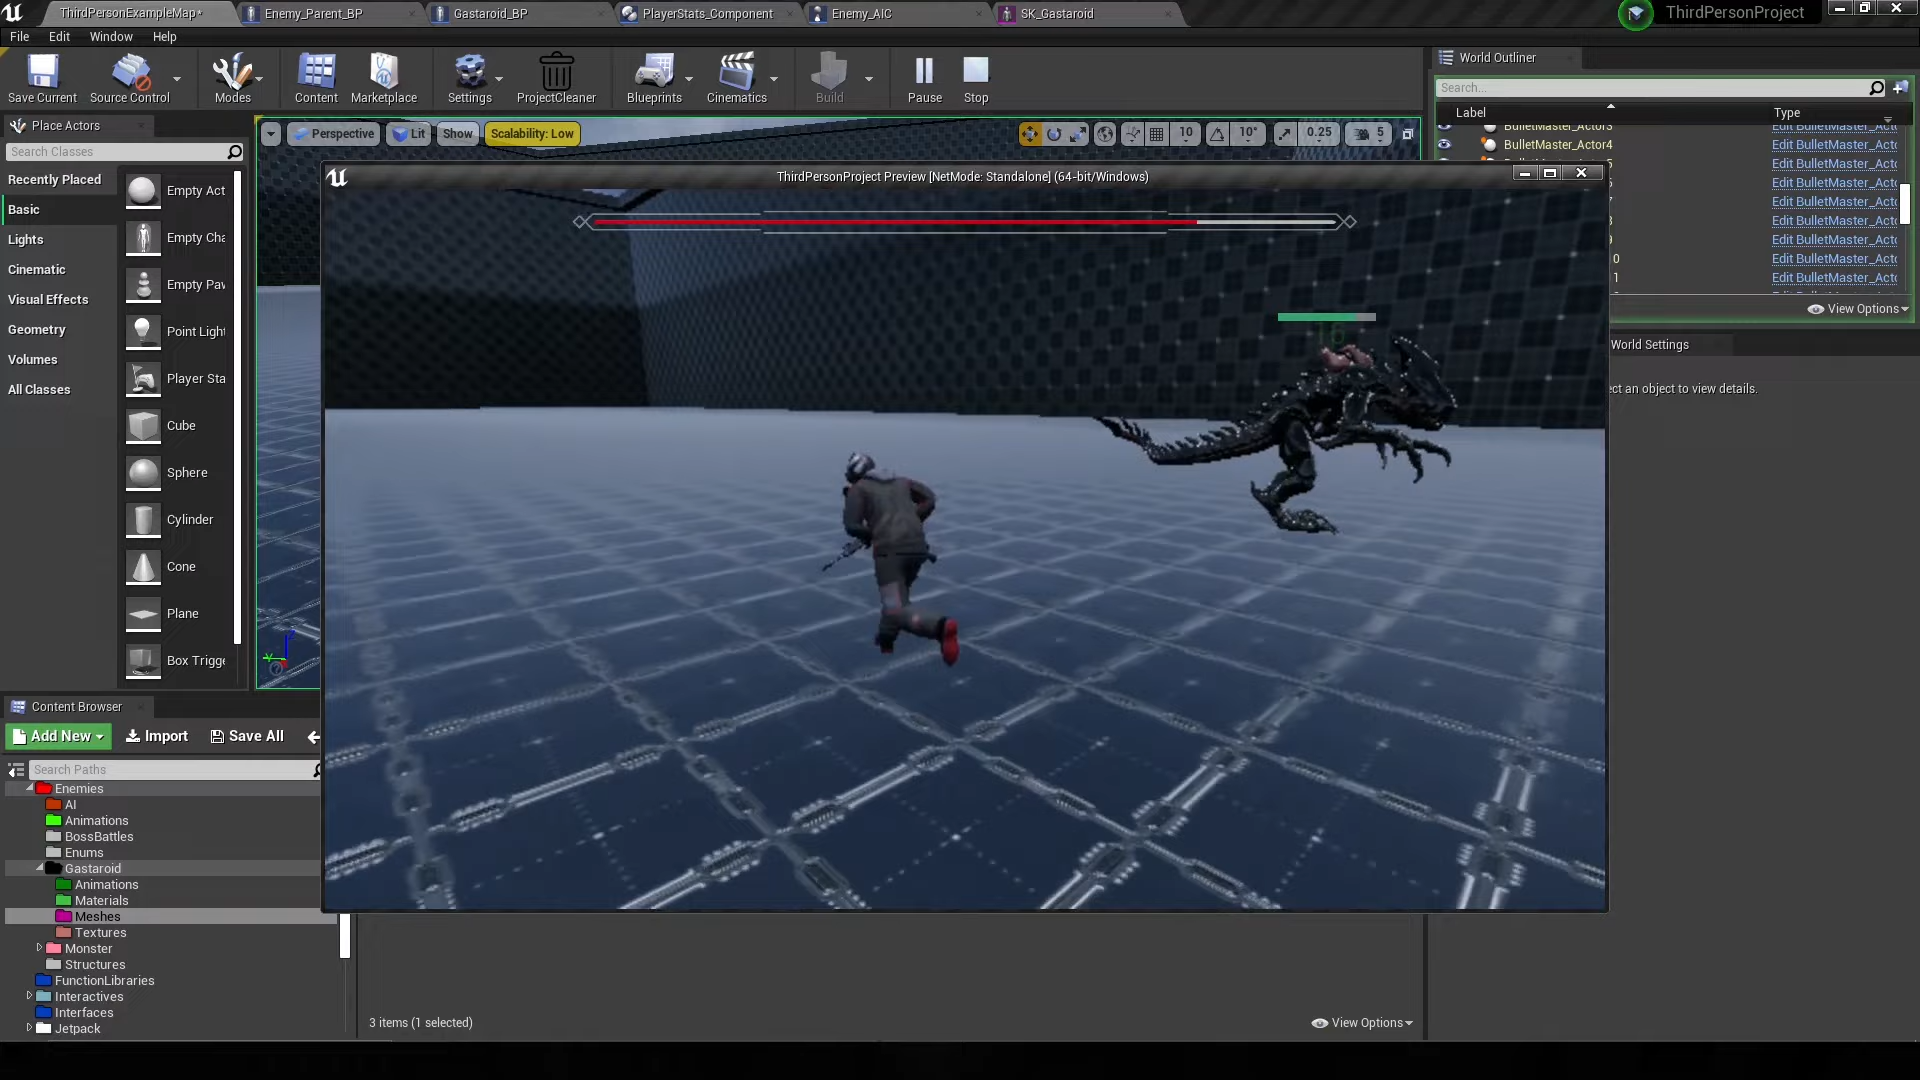 ThirdPersonExampleMap*
Enemy_Parent_BP
Gastaroid_BP
PlayerStats_Component
Enemy_AIC
SK_Gastaroid
ThirdPersonProject
File
Edit
Window
Help
Save Current
Source Control
Modes
Content
Marketplace
Settings
ProjectCleaner
Blueprints
Cinematics
Build
Pause
Stop
World Outliner
Search...
Label
Type
BulletMaster_Actor3
Edit BulletMaster_Acto
BulletMaster_Actor4
Edit BulletMaster_Acto
Edit BulletMaster_Acto
Edit BulletMaster_Acto
Edit BulletMaster_Acto
Edit BulletMaster_Acto
Edit BulletMaster_Acto
0
Edit BulletMaster_Acto
1
Edit BulletMaster_Acto
View Options
World Settings
ect an object to view details.
Place Actors
Search Classes
Recently Placed
Basic
Lights
Cinematic
Visual Effects
Geometry
Volumes
All Classes
Empty Act
Empty Cha
Empty Pav
Point Light
Player Sta
Cube
Sphere
Cylinder
Cone
Plane
Box Trigge
Perspective
Lit
Show
Scalability: Low
10
10°
0.25
5
ThirdPersonProject Preview [NetMode: Standalone] (64-bit/Windows)
16
Content Browser
Add New
Import
Save All
Search Paths
Enemies
AI
Animations
BossBattles
Enums
Gastaroid
Animations
Materials
Meshes
Textures
Monster
Structures
FunctionLibraries
Interactives
Interfaces
Jetpack
3 items (1 selected)
View Options